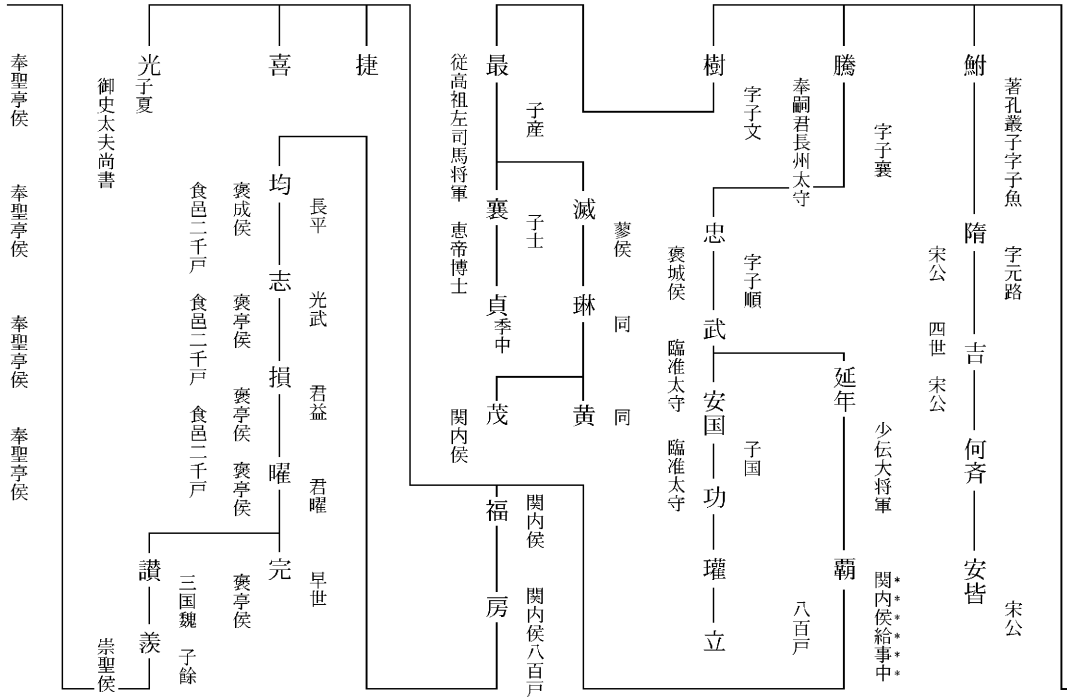 著孔叢子字子魚
鮒
字元路
隋
宋公
四世
宋公
吉
何斉
安皆
宋公
字子襄
騰
奉嗣君長州太守
字子文
樹
字子順
忠
褒城侯
武
臨淮太守
延年
少伝大将軍
安国
子国
臨淮太守
功
瓘
立
覇
関内侯給事中
******
八百戸
最
子産
従高祖左司馬将軍
恵帝博士
滅
蓼侯
襄
子士
琳
同
貞
季中
黄
同
茂
関内侯
福
関内侯
房
関内侯八百戸
捷
喜
光
子夏
御史太夫尚書
均
長平
褒成侯
食邑二千戸
志
光武
褒亭侯
食邑二千戸
損
君益
褒亭侯
食邑二千戸
曜
君曜
褒亭侯
完
早世
褒亭侯
讃
三国魏
子餘
羨
崇聖侯
奉聖亭侯
奉聖亭侯
奉聖亭侯
奉聖亭侯